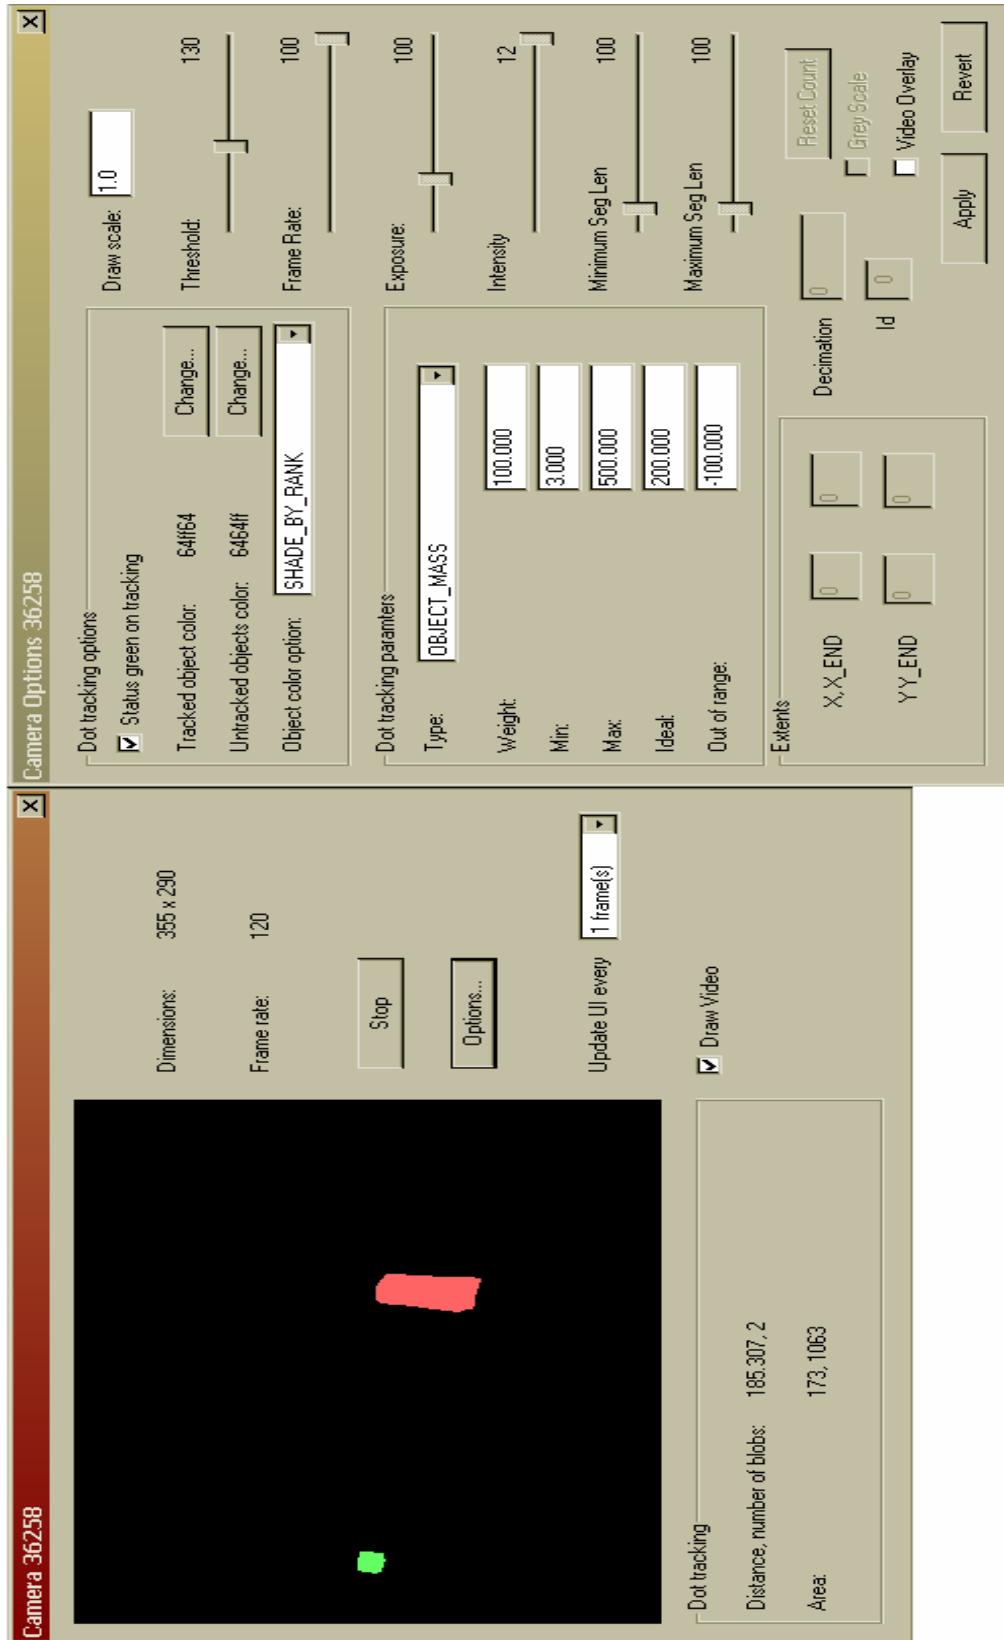 Camera 36258
Dimensions: 355 x 290
Frame rate: 120
Stop
Options...
Update UI every 1 frame(s)
Draw Video
Dot tracking
Distance, number of blobs: 185.307, 2
Area: 173, 1063
Camera Options 36258
Dot tracking options
Status green on tracking
Tracked object color: 64ff64 Change...
Untracked objects color: 6464ff Change...
Object color option: SHADE_BY_RANK
Draw scale: 1.0
Threshold: 130
Frame Rate: 100
Dot tracking paramters
Type: OBJECT_MASS
Weight: 100.000
Min: 3.000
Max: 500.000
Ideal: 200.000
Out of range: -100.000
Exposure: 100
Intensity 12
Minimum Seg Len 100
Maximum Seg Len 100
Extents
X,X_END 0 0
YY_END 0 0
Decimation 0 Reset Count
Id 0 Grey Scale
Video Overlay
Apply Revert